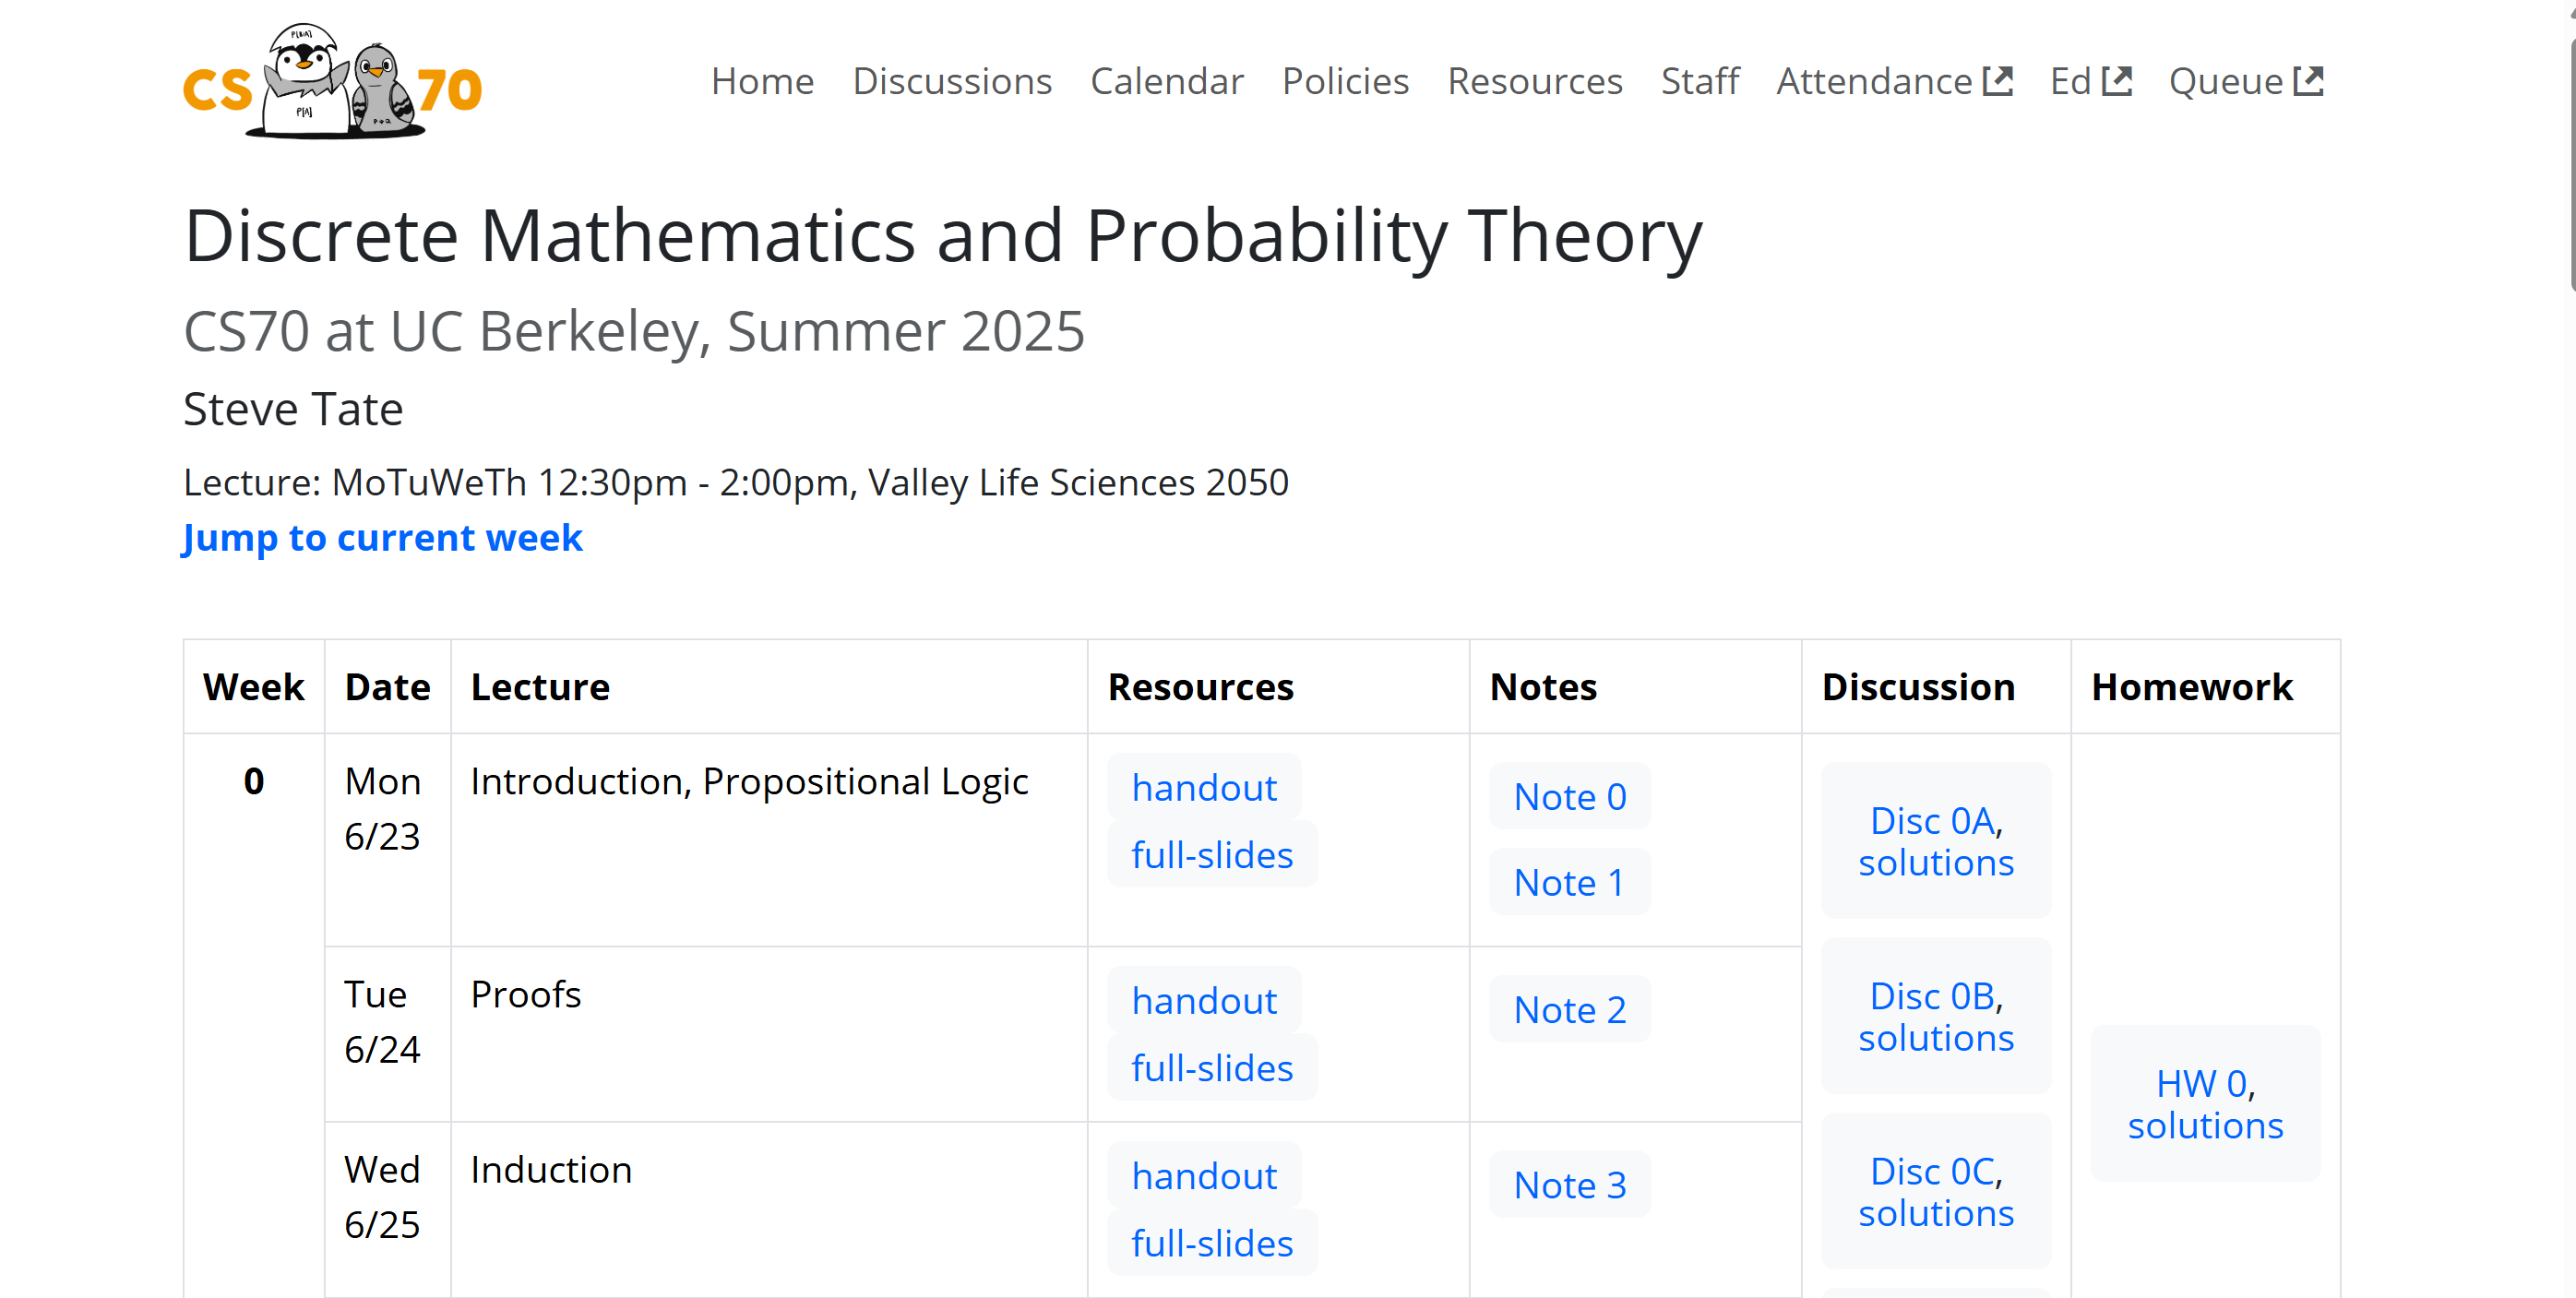 CS 70
P[B|A]
P[A]
P→Q
Home Discussions Calendar Policies Resources Staff Attendance Ed Queue
Discrete Mathematics and Probability Theory
CS70 at UC Berkeley, Summer 2025
Steve Tate
Lecture: MoTuWeTh 12:30pm - 2:00pm, Valley Life Sciences 2050
Jump to current week
Week Date Lecture Resources Notes Discussion Homework
0
Mon
6/23
Introduction, Propositional Logic
handout
full-slides
Note 0
Note 1
Disc 0A,
solutions
Tue
6/24
Proofs
handout
full-slides
Note 2
Disc 0B,
solutions
HW 0,
solutions
Wed
6/25
Induction
handout
full-slides
Note 3
Disc 0C,
solutions